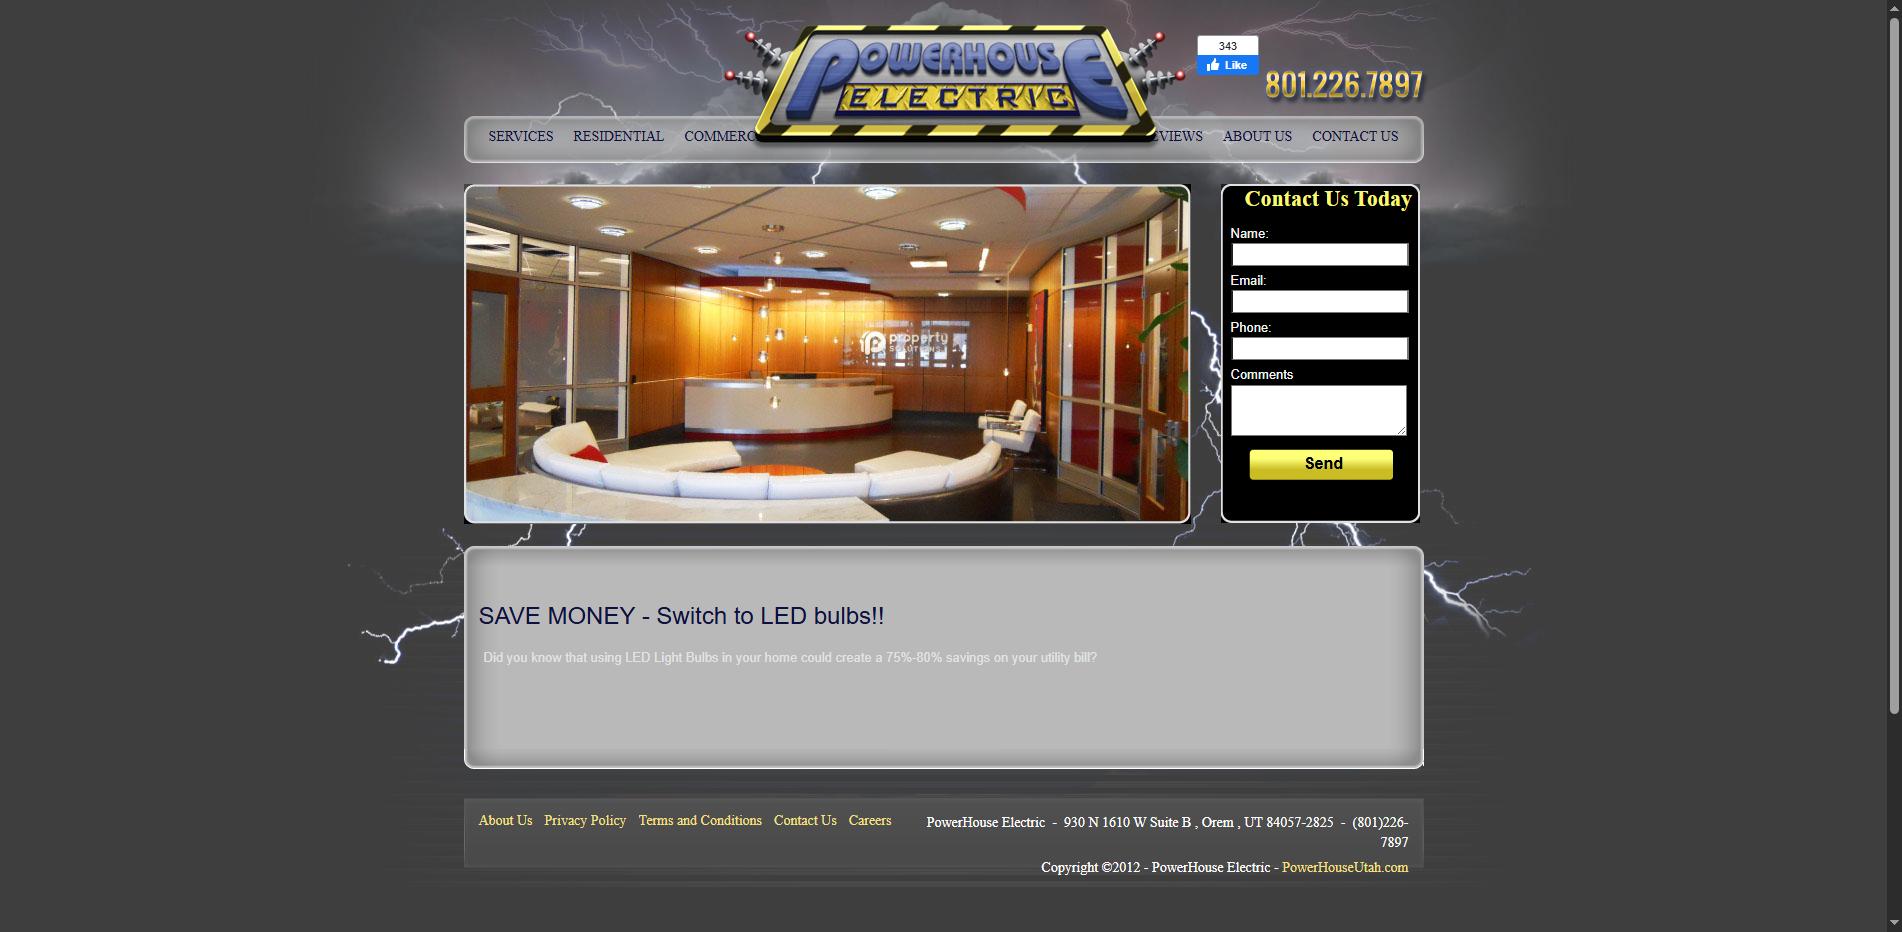 POWERHOUSE
ELECTRIC
343
Like
801.226.7897
SERVICES RESIDENTIAL COMMERC EVIEWS ABOUT US CONTACT US
property
SOLUTIONS
Contact Us Today
Name:
Email:
Phone:
Comments
Send
SAVE MONEY - Switch to LED bulbs!!
Did you know that using LED Light Bulbs in your home could create a 75%-80% savings on your utility bill?
About Us Privacy Policy Terms and Conditions Contact Us Careers
PowerHouse Electric - 930 N 1610 W Suite B , Orem , UT 84057-2825 - (801)226-
7897
Copyright ©2012 - PowerHouse Electric - PowerHouseUtah.com